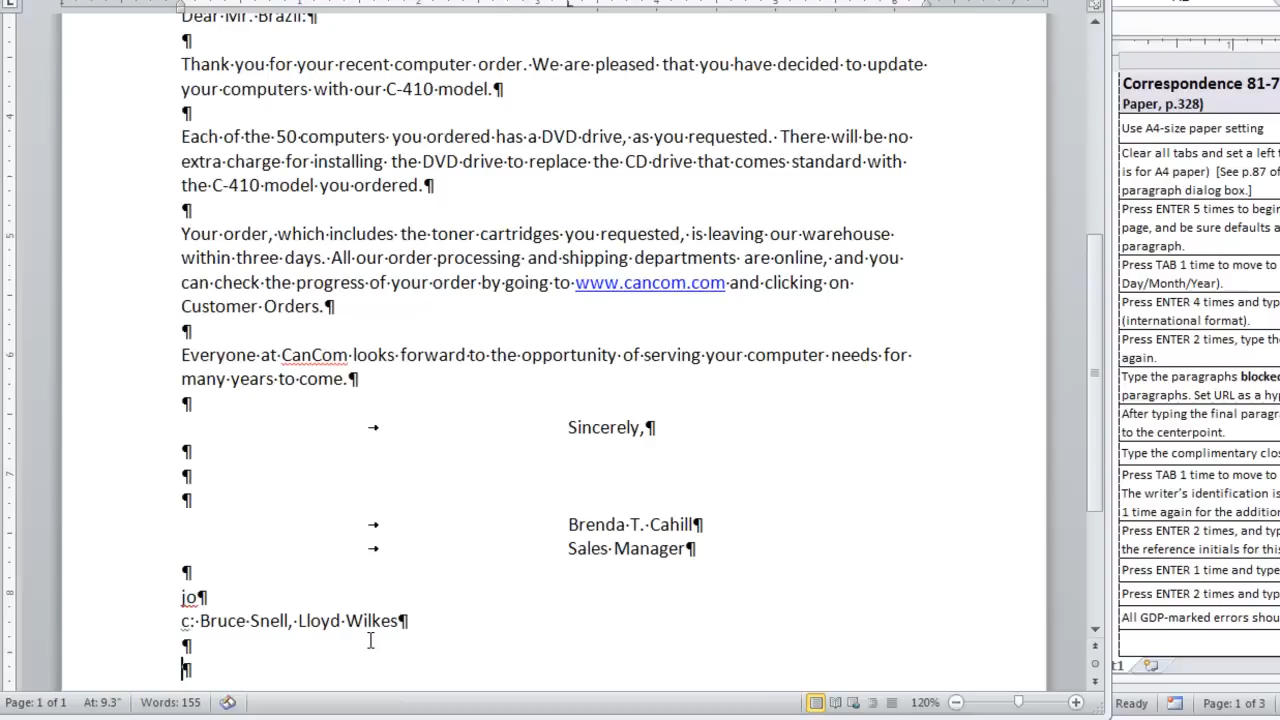 Dear Mr. Brazil:¶
¶
Thank·you·for·your·recent·computer·order.·We·are·pleased·that·you·have·decided·to·update·
your·computers·with·our·C-410·model.¶
¶
Each·of·the·50·computers·you·ordered·has·a·DVD·drive,·as·you·requested.·There·will·be·no·
extra·charge·for·installing·the·DVD·drive·to·replace·the·CD·drive·that·comes·standard·with·
the·C-410·model·you·ordered.¶
¶
Your·order,·which·includes·the·toner·cartridges·you·requested,·is·leaving·our·warehouse·
within·three·days.·All·our·order·processing·and·shipping·departments·are·online,·and·you·
can·check·the·progress·of·your·order·by·going·to·www.cancom.com·and·clicking·on·
Customer·Orders.¶
¶
Everyone·at·CanCom·looks·forward·to·the·opportunity·of·serving·your·computer·needs·for·
many·years·to·come.¶
¶
→ Sincerely,¶
¶
¶
¶
→ Brenda·T.·Cahill¶
→ Sales·Manager¶
¶
jo¶
c:·Bruce·Snell,·Lloyd·Wilkes¶
¶
¶
Page: 1 of 1 At: 9.3" Words: 155 120%
Correspondence 81-7
Paper, p.328)
Use A4-size paper setting
Clear all tabs and set a left t
is for A4 paper) [See p.87 of
paragraph dialog box.]
Press ENTER 5 times to begin
page, and be sure defaults a
paragraph.
Press TAB 1 time to move to
Day/Month/Year).
Press ENTER 4 times and typ
(international format).
Press ENTER 2 times, type th
again.
Type the paragraphs blocked
paragraphs. Set URL as a hyp
After typing the final paragra
to the centerpoint.
Type the complimentary clos
Press TAB 1 time to move to
The writer's identification is
1 time again for the addition
Press ENTER 2 times, and typ
the reference initials for this
Press ENTER 1 time and type
Press ENTER 2 times and typ
All GDP-marked errors shou
Ready Page: 1 of 3